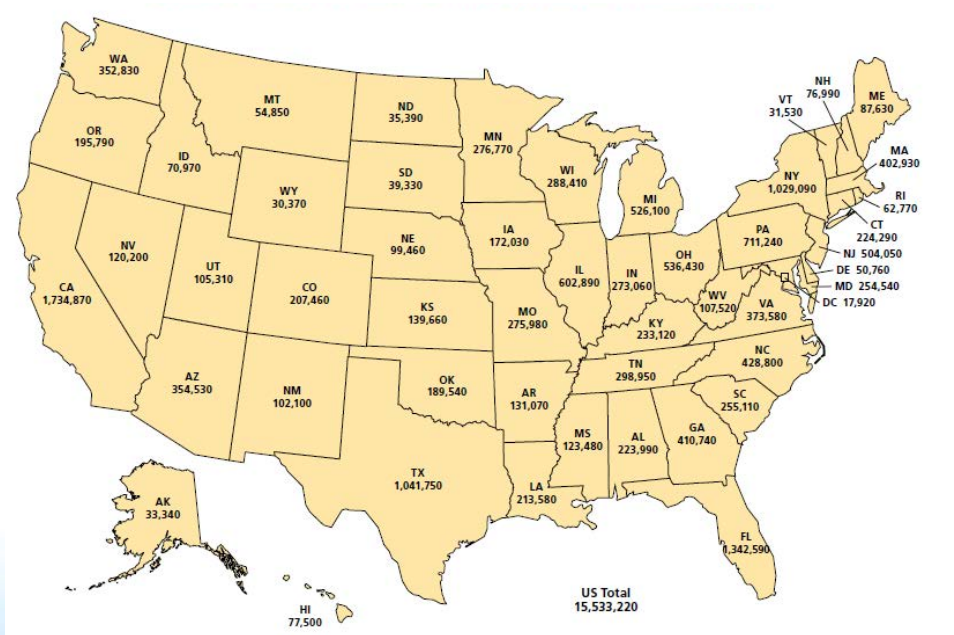 NH
76,990
ME
87,630
VT
31,530
WA
352,830
MT
54,850
ND
35,390
MN
276,770
OR
195,790
MA
402,930
ID
70,970
SD
39,330
WI
288,410
NY
1,029,090
WY
30,370
MI
526,100
RI
62,770
CT
224,290
IA
172,030
PA
711,240
NE
99,460
NV
120,200
NJ 504,050
OH
536,430
UT
105,310
DE 50,760
IL
602,890
IN
273,060
CA
1,734,870
CO
207,460
MD 254,540
WV
107,520
DC 17,920
VA
373,580
KS
139,660
MO
275,980
KY
233,120
NC
428,800
TN
298,950
AZ
354,530
OK
189,540
NM
102,100
AR
131,070
SC
255,110
GA
410,740
MS
123,480
AL
223,990
TX
1,041,750
LA
213,580
AK
33,340
FL
1,342,590
US Total
15,533,220
HI
77,500